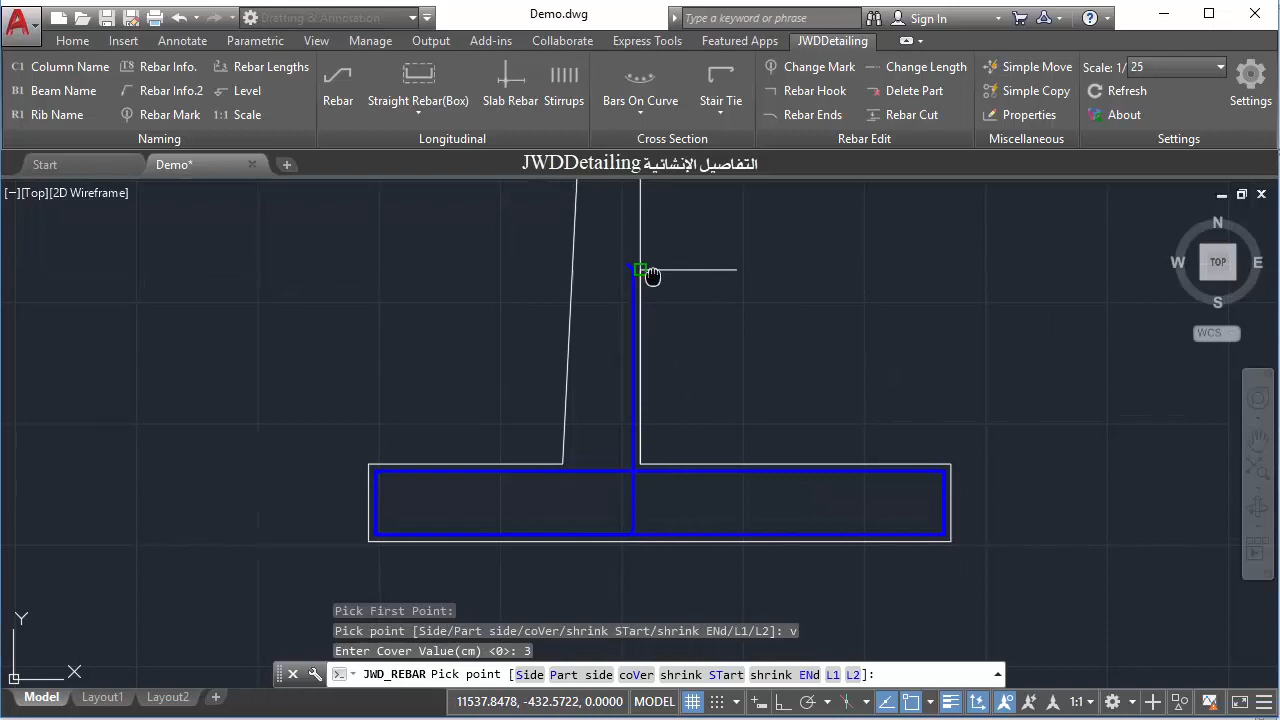 Drafting & Annotation
Demo.dwg
Type a keyword or phrase
Sign In
Home Insert Annotate Parametric View Manage Output Add-ins Collaborate Express Tools Featured Apps JWDDetailing
C1 Column Name
B1 Beam Name
R1 Rib Name
T8 Rebar Info.
Rebar Info.2
Rebar Mark
Rebar Lengths
Level
1:1 Scale
Naming
Rebar
Straight Rebar(Box)
Slab Rebar
Stirrups
Longitudinal
Bars On Curve
Stair Tie
Cross Section
Change Mark
Rebar Hook
Rebar Ends
Change Length
Delete Part
Rebar Cut
Rebar Edit
Simple Move
Simple Copy
Properties
Miscellaneous
Scale: 1/ 25
Refresh
About
Settings
Settings
Start
Demo*
JWDDetailing التفاصيل الإنشائية
[−][Top][2D Wireframe]
N
W TOP E
S
WCS
Pick First Point:
Pick point [Side/Part side/coVer/shrink STart/shrink ENd/L1/L2]: v
Enter Cover Value(cm) <0>: 3
JWD_REBAR Pick point [Side Part side coVer shrink STart shrink ENd L1 L2]:
Y
X
Model Layout1 Layout2
11537.8478, -432.5722, 0.0000 MODEL
1:1